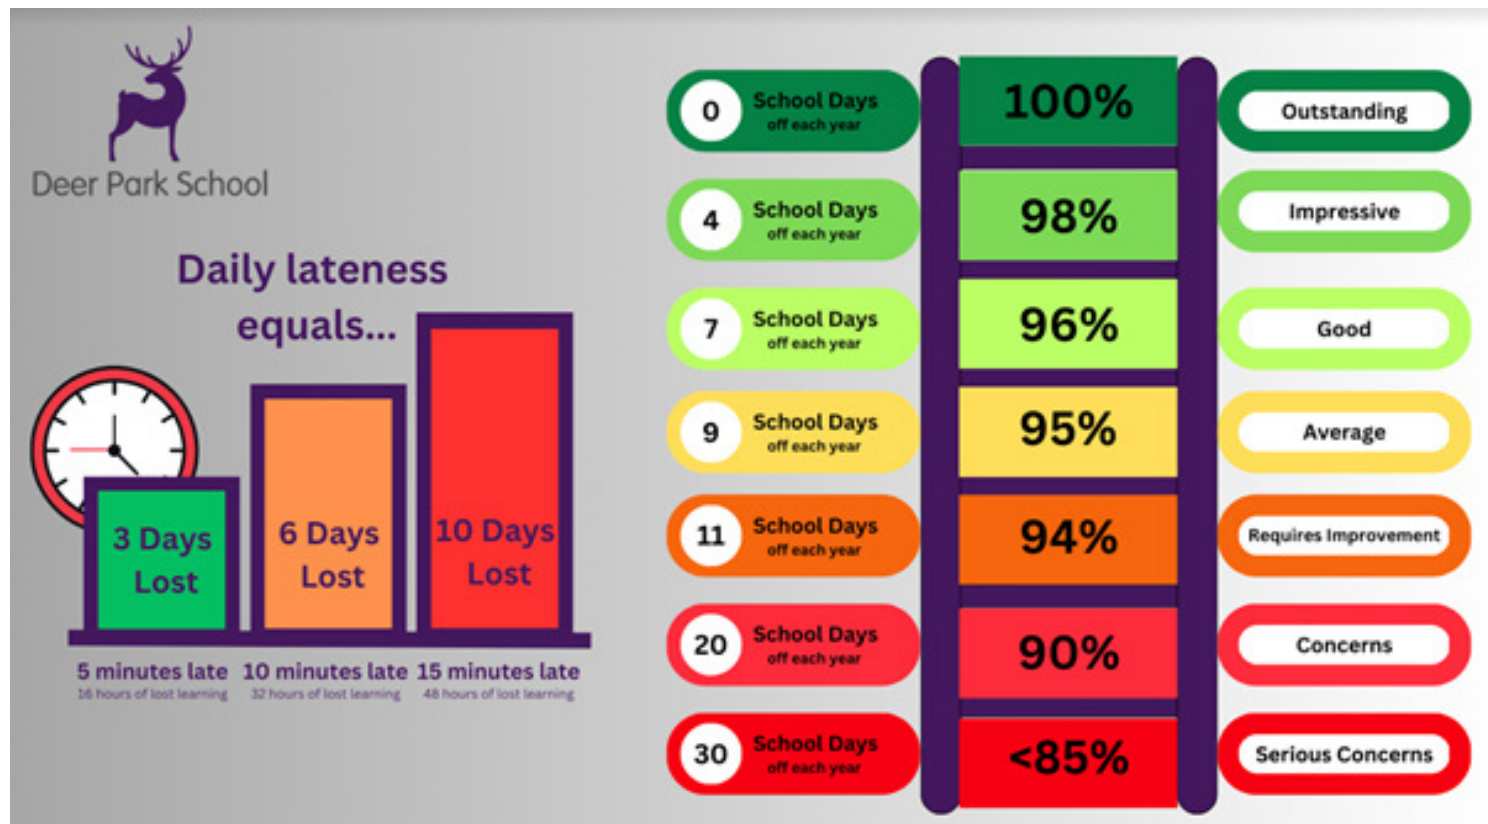 Deer Park School
Daily lateness
equals...
3 Days
Lost
6 Days
Lost
10 Days
Lost
5 minutes late
16 hours of lost learning
10 minutes late
32 hours of lost learning
15 minutes late
48 hours of lost learning
0
School Days
off each year
100%
Outstanding
4
School Days
off each year
98%
Impressive
7
School Days
off each year
96%
Good
9
School Days
off each year
95%
Average
11
School Days
off each year
94%
Requires Improvement
20
School Days
off each year
90%
Concerns
30
School Days
off each year
<85%
Serious Concerns